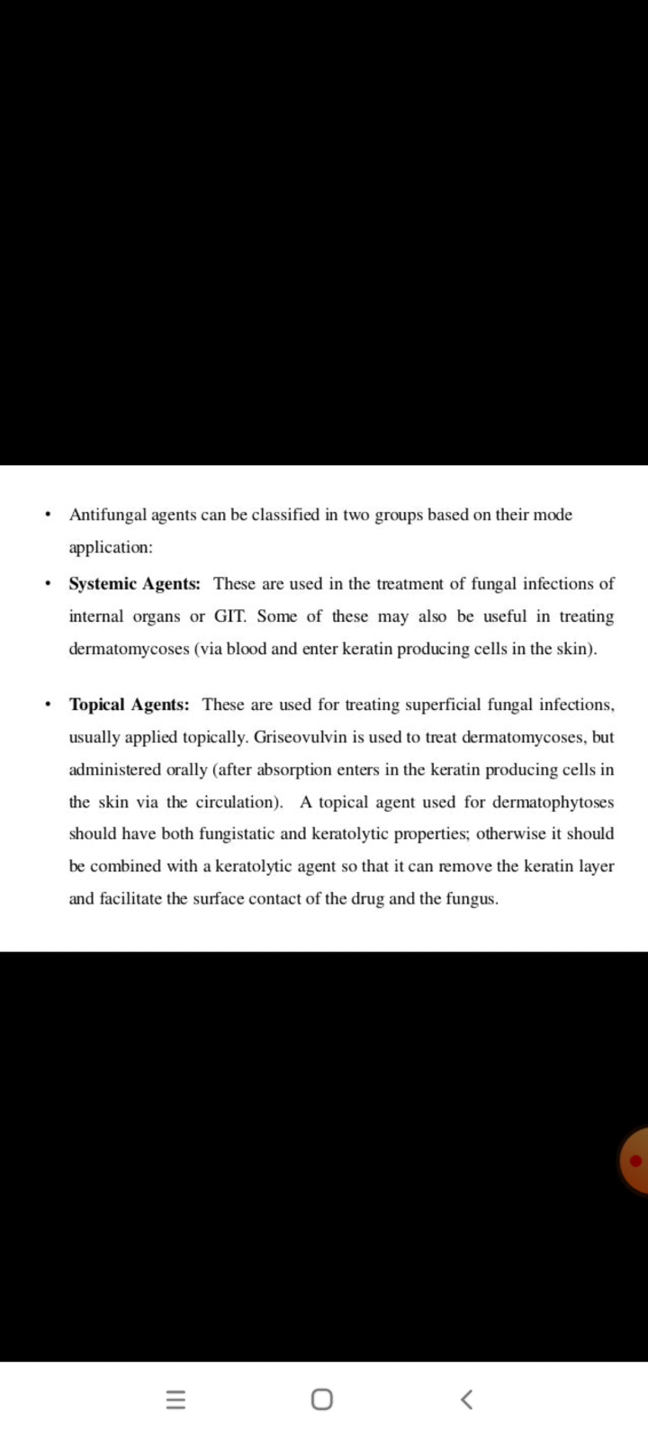 • Antifungal agents can be classified in two groups based on their mode
application:
• Systemic Agents: These are used in the treatment of fungal infections of
internal organs or GIT. Some of these may also be useful in treating
dermatomycoses (via blood and enter keratin producing cells in the skin).
• Topical Agents: These are used for treating superficial fungal infections,
usually applied topically. Griseovulvin is used to treat dermatomycoses, but
administered orally (after absorption enters in the keratin producing cells in
the skin via the circulation). A topical agent used for dermatophytoses
should have both fungistatic and keratolytic properties; otherwise it should
be combined with a keratolytic agent so that it can remove the keratin layer
and facilitate the surface contact of the drug and the fungus.